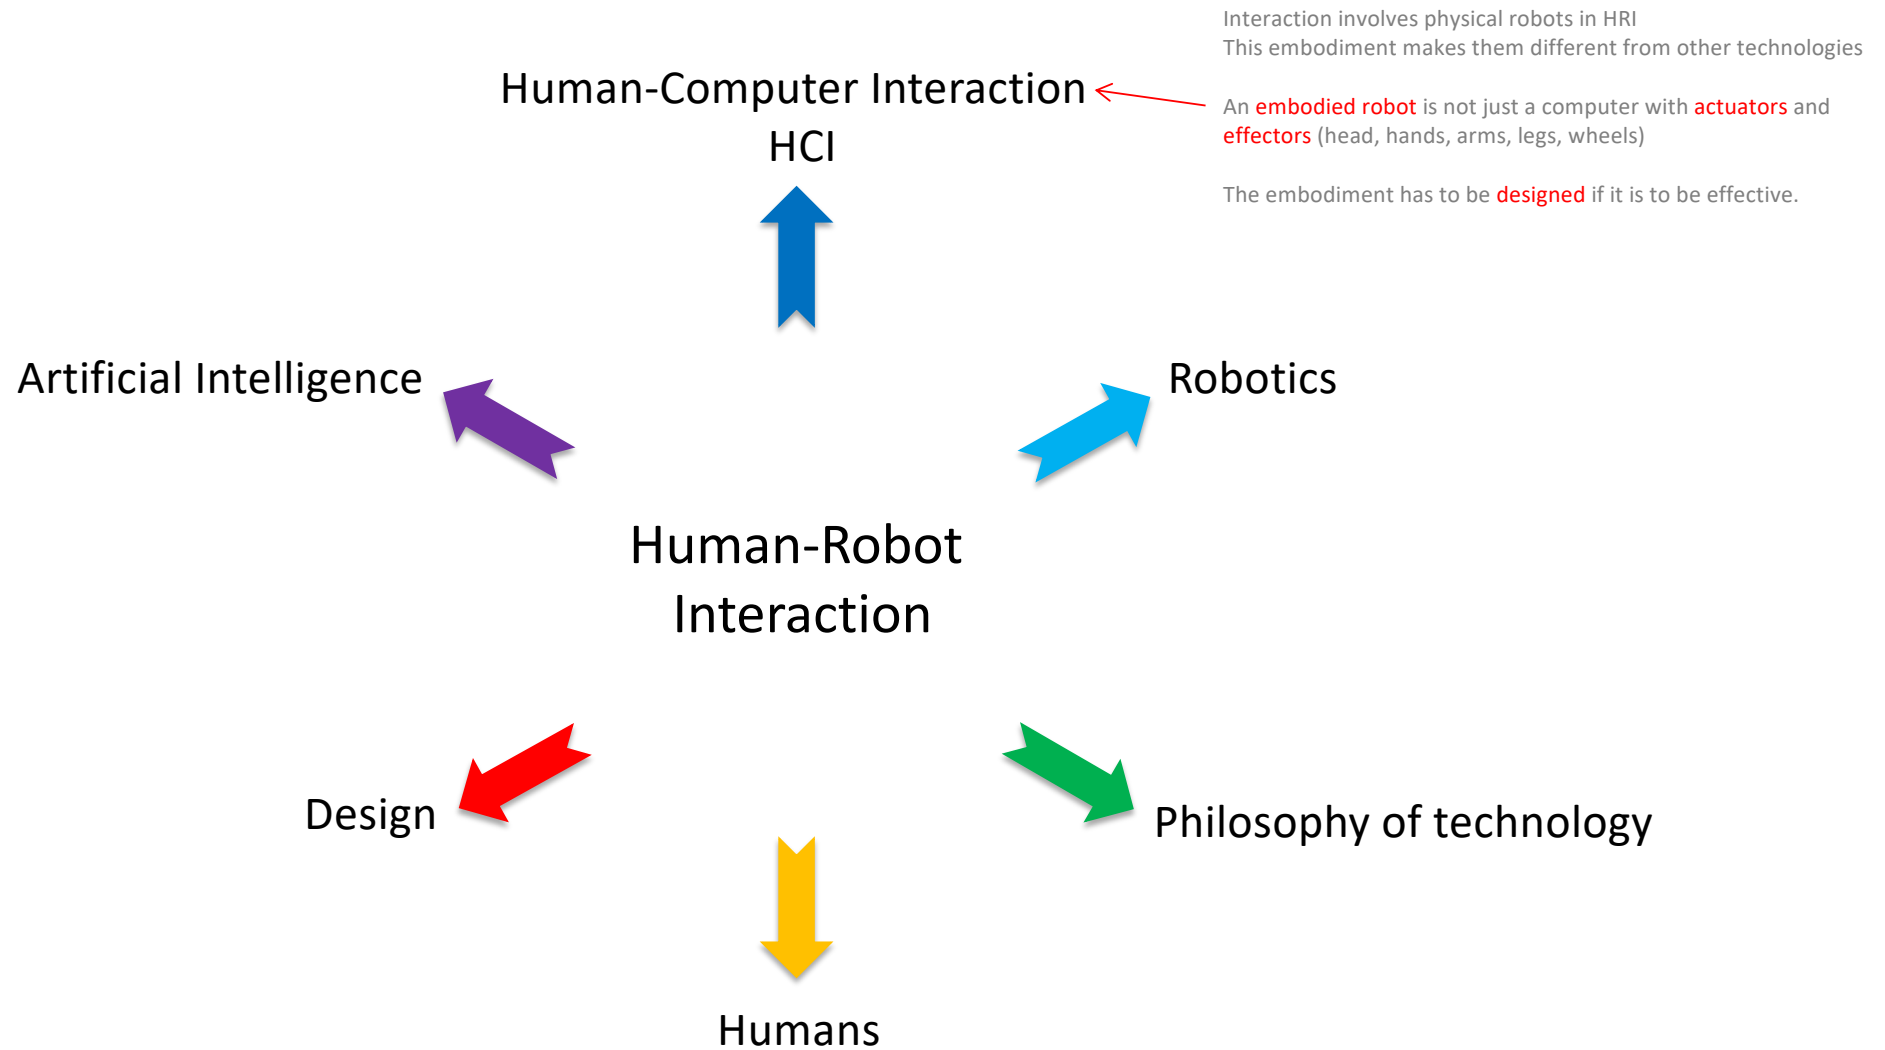 Interaction involves physical robots in HRI
This embodiment makes them different from other technologies
Human-Computer Interaction
HCI
An embodied robot is not just a computer with actuators and
effectors (head, hands, arms, legs, wheels)
The embodiment has to be designed if it is to be effective.
Artificial Intelligence
Robotics
Human-Robot
Interaction
Design
Philosophy of technology
Humans